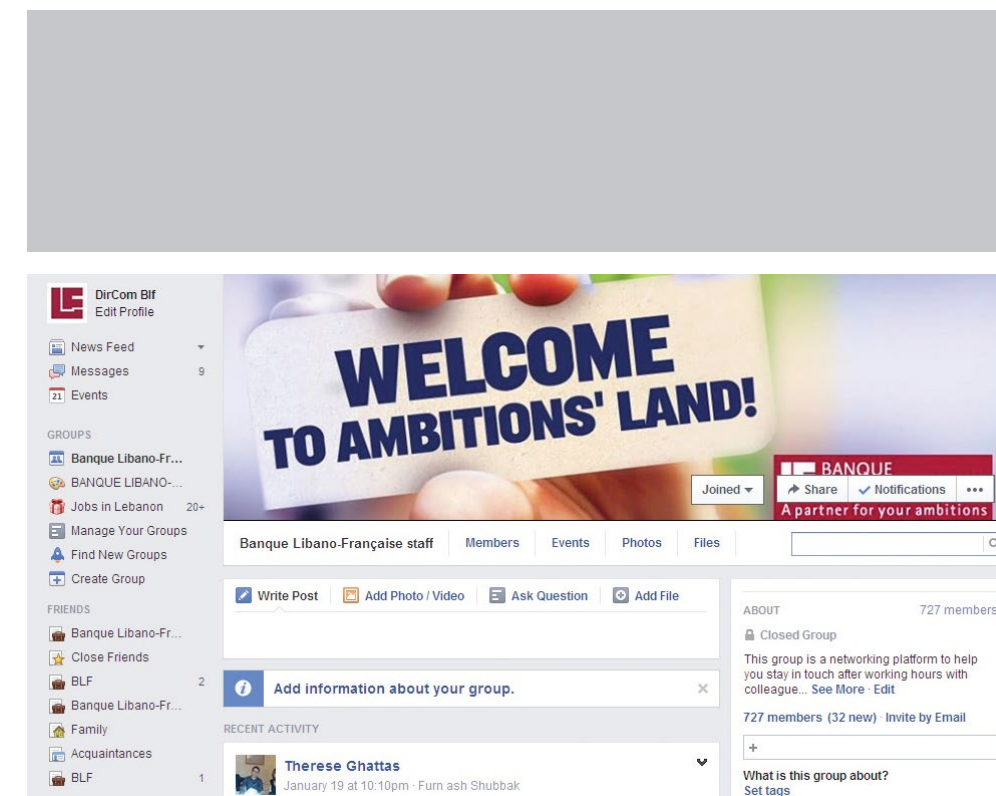 DirCom Blf
Edit Profile
News Feed
Messages 9
21 Events
GROUPS
Banque Libano-Fr...
BANQUE LIBANO-...
Jobs in Lebanon 20+
Manage Your Groups
Find New Groups
Create Group
FRIENDS
Banque Libano-Fr...
Close Friends
BLF 2
Banque Libano-Fr...
Family
Acquaintances
BLF 1
WELCOME
TO AMBITIONS' LAND!
BANQUE
Joined Share Notifications
A partner for your ambitions
Banque Libano-Française staff Members Events Photos Files
Write Post Add Photo / Video Ask Question Add File
Add information about your group.
RECENT ACTIVITY
Therese Ghattas
January 19 at 10:10pm · Furn ash Shubbak
ABOUT 727 members
Closed Group
This group is a networking platform to help
you stay in touch after working hours with
colleague... See More · Edit
727 members (32 new) · Invite by Email
+
What is this group about?
Set tags